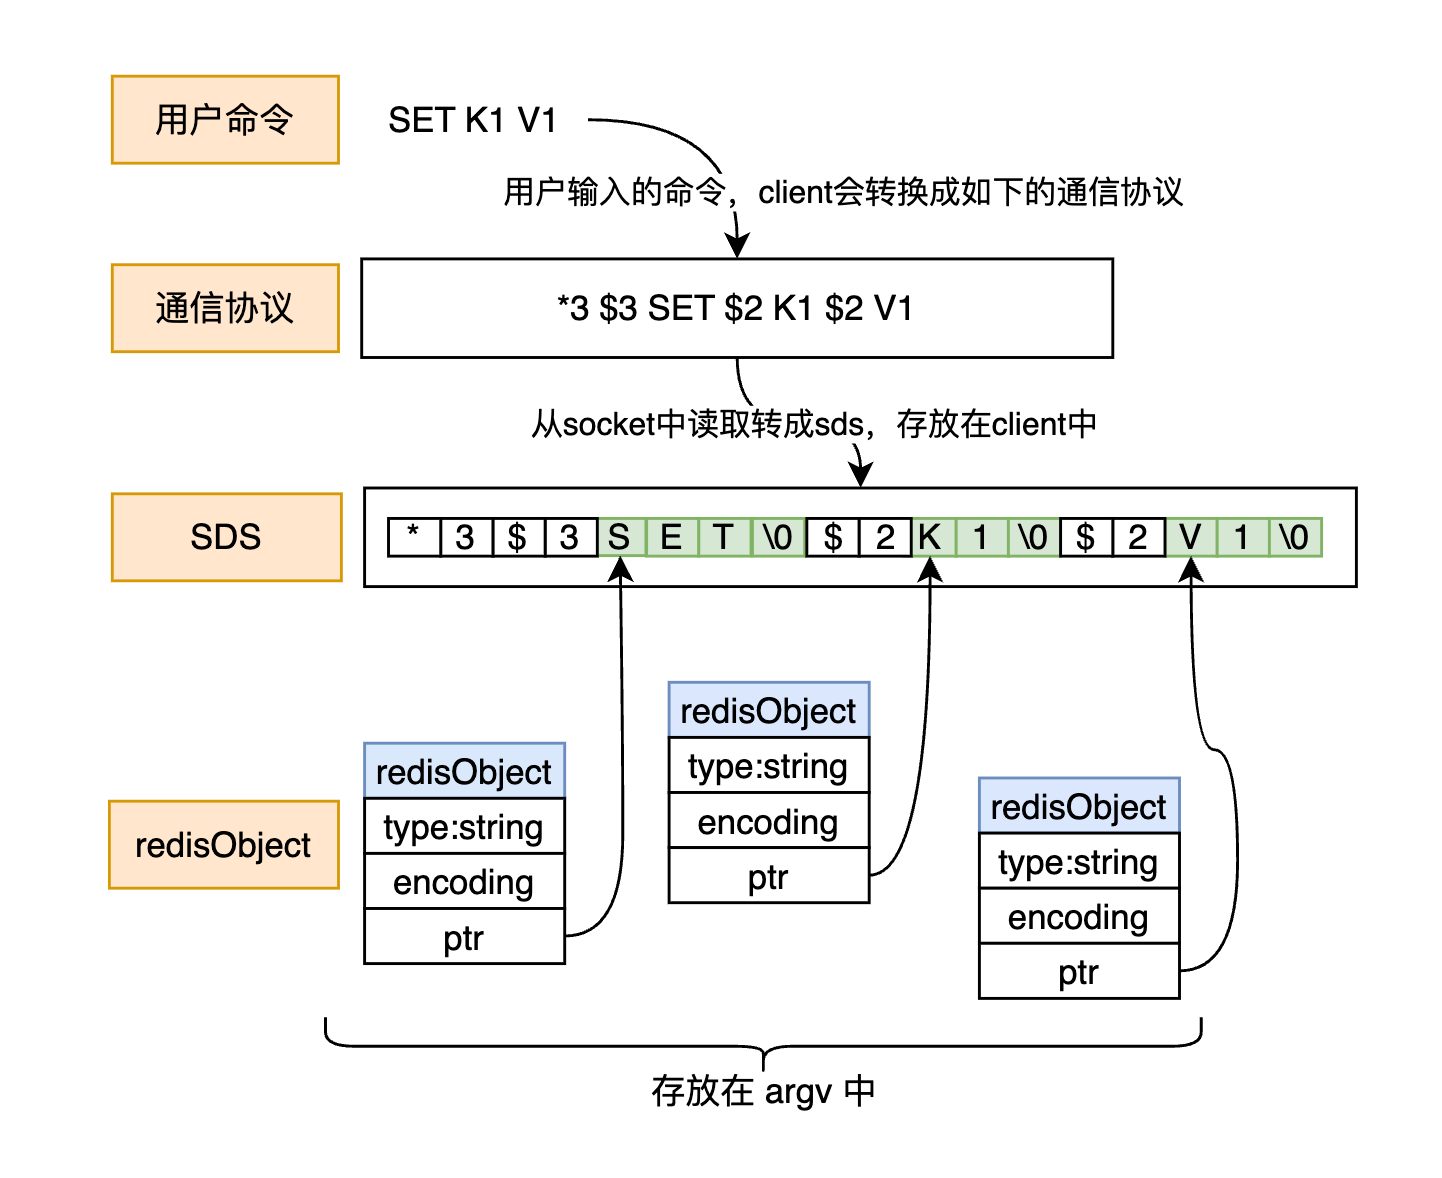 用户命令
SET K1 V1
用户输入的命令，client会转换成如下的通信协议
通信协议
*3 $3 SET $2 K1 $2 V1
从socket中读取转成sds，存放在client中
SDS
* 3 $ 3 S E T \0 $ 2 K 1 \0 $ 2 V 1 \0
redisObject
redisObject
type:string
encoding
ptr
redisObject
type:string
encoding
ptr
redisObject
type:string
encoding
ptr
存放在 argv 中